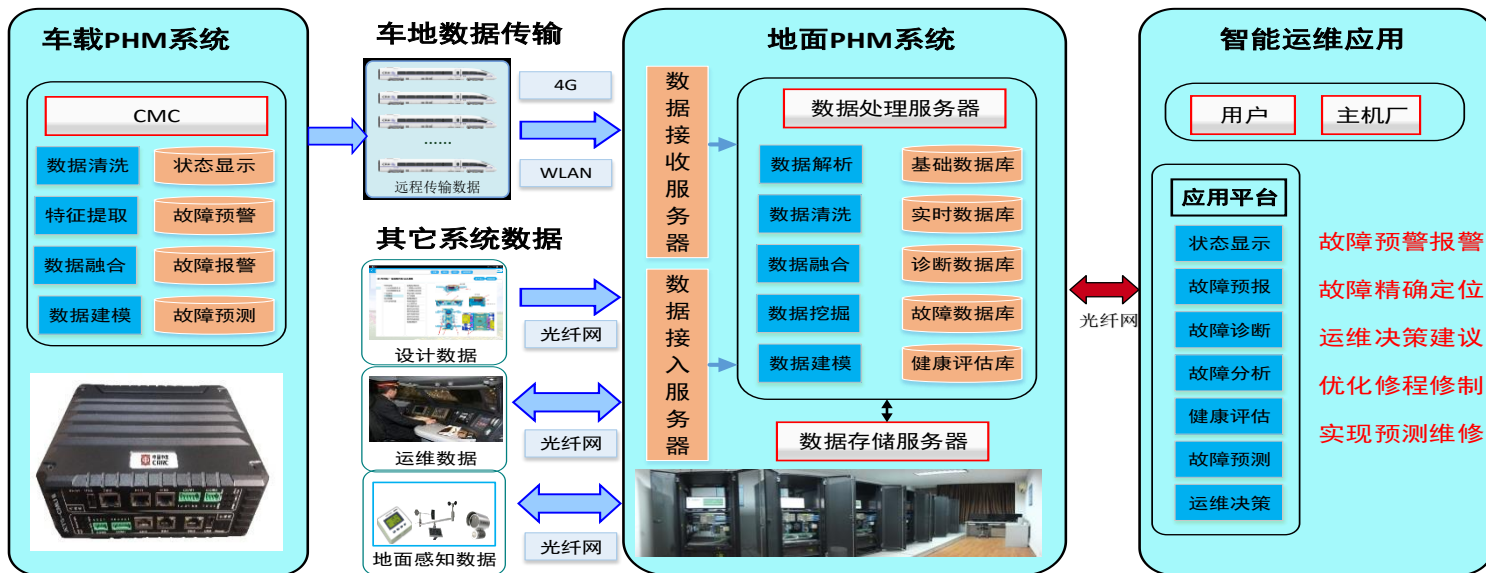 车载PHM系统
CMC
数据清洗
状态显示
特征提取
故障预警
数据融合
故障报警
数据建模
故障预测
CRRC
车地数据传输
......
远程传输数据
4G
WLAN
其它系统数据
设计数据
光纤网
运维数据
光纤网
地面感知数据
光纤网
地面PHM系统
数据接收服务器
数据接入服务器
数据处理服务器
数据解析
基础数据库
数据清洗
实时数据库
数据融合
诊断数据库
数据挖掘
故障数据库
数据建模
健康评估库
数据存储服务器
光纤网
智能运维应用
用户
主机厂
应用平台
状态显示
故障预报
故障诊断
故障分析
健康评估
故障预测
运维决策
故障预警报警
故障精确定位
运维决策建议
优化修程修制
实现预测维修